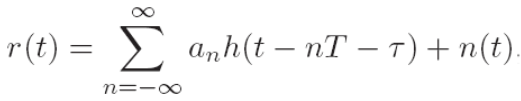 r(t) = \sum_{n=-\infty}^{\infty} a_n h(t - nT - \tau) + n(t).